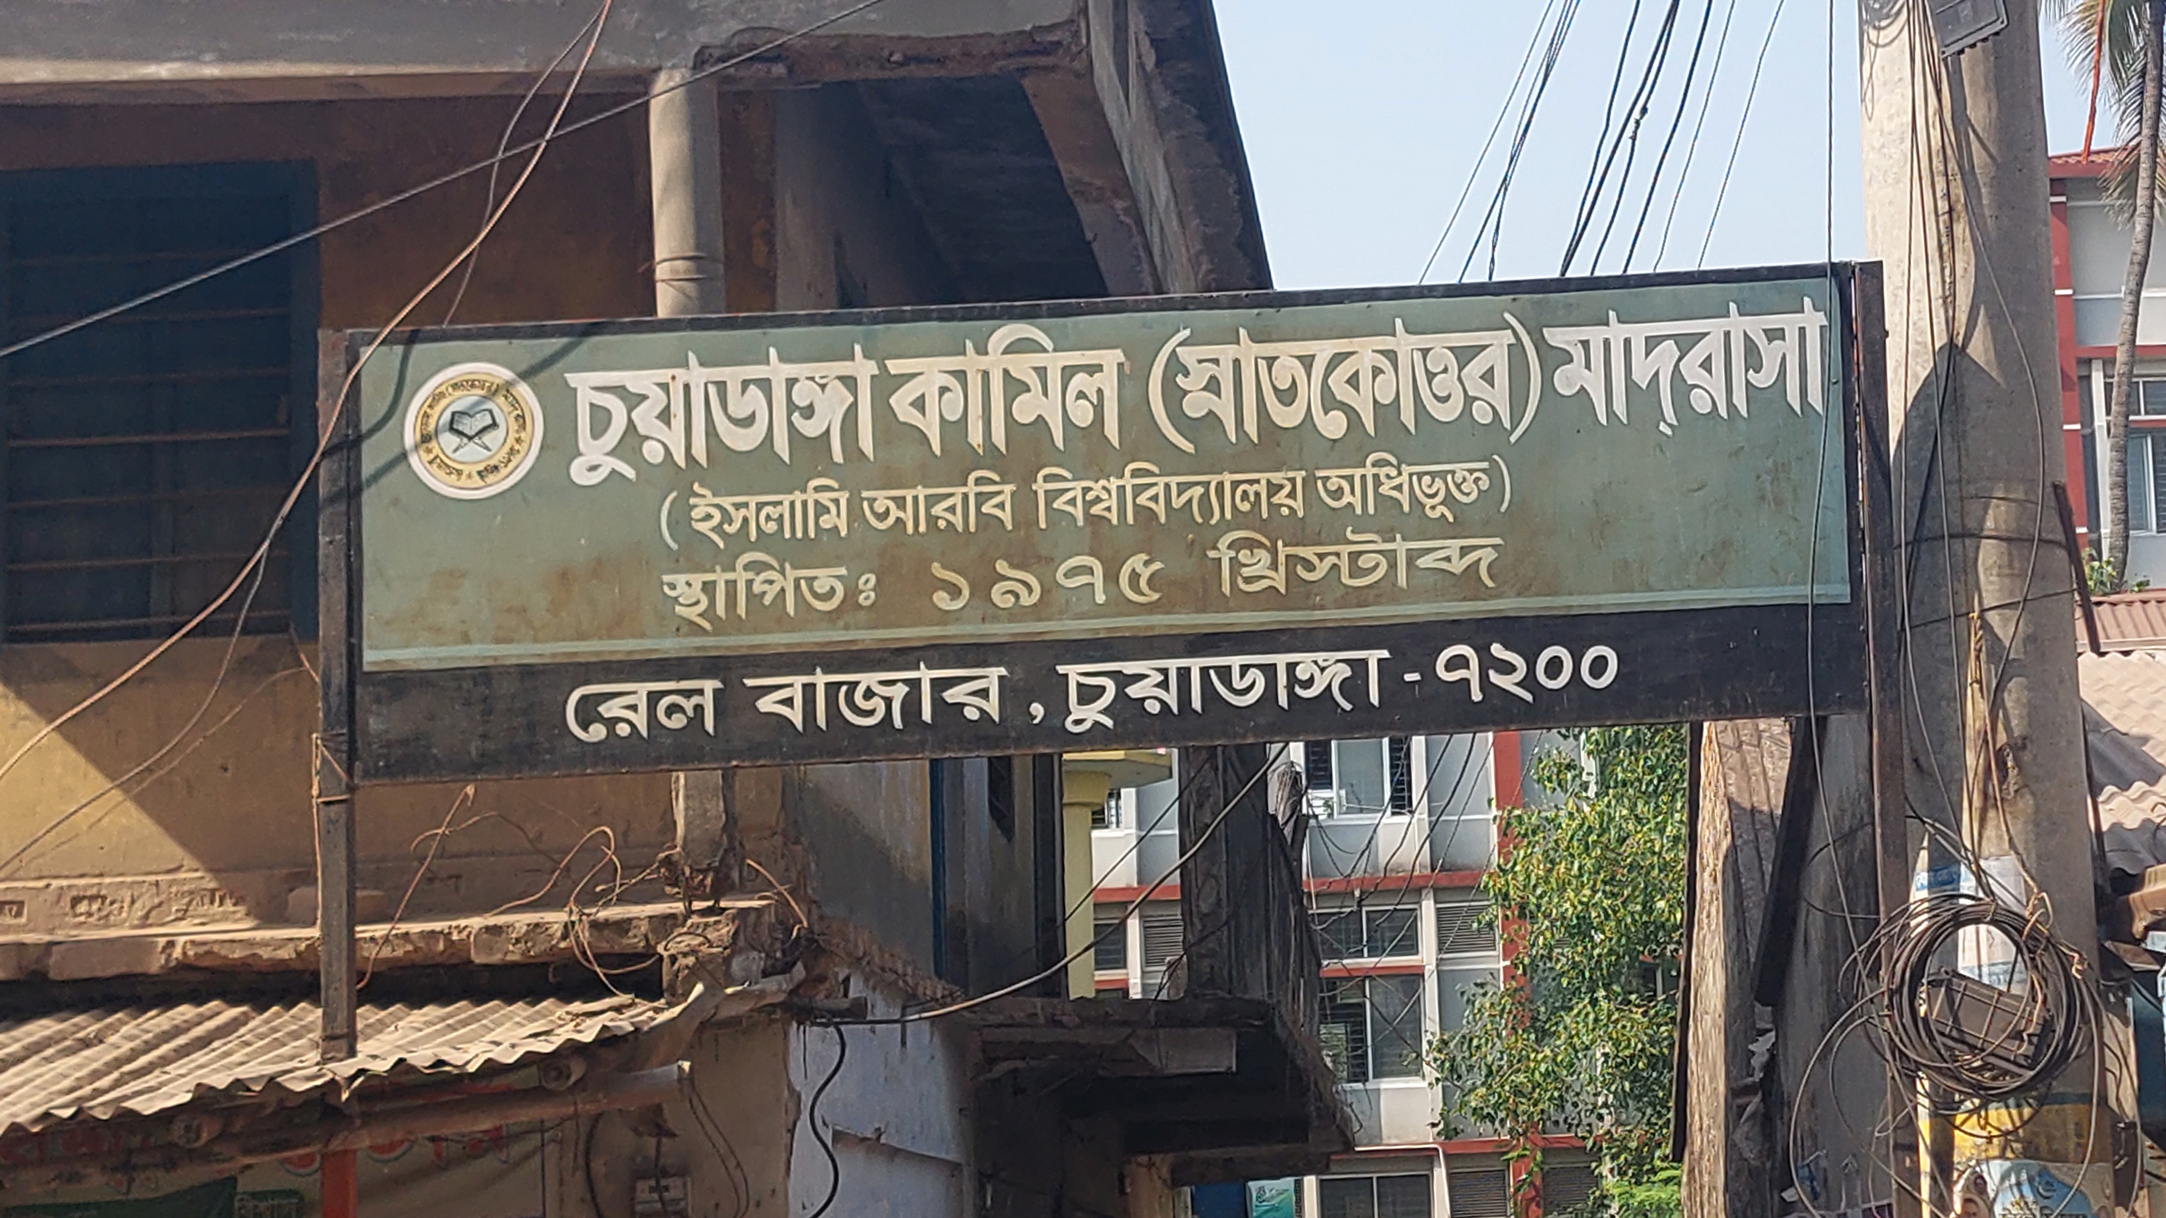 চুয়াডাঙ্গা কামিল (স্নাতকোত্তর) মাদ্‌রাসা
(ইসলামি আরবি বিশ্ববিদ্যালয় অধিভূক্ত)
স্থাপিতঃ ১৯৭৫ খ্রিস্টাব্দ
রেল বাজার, চুয়াডাঙ্গা - ৭২০০